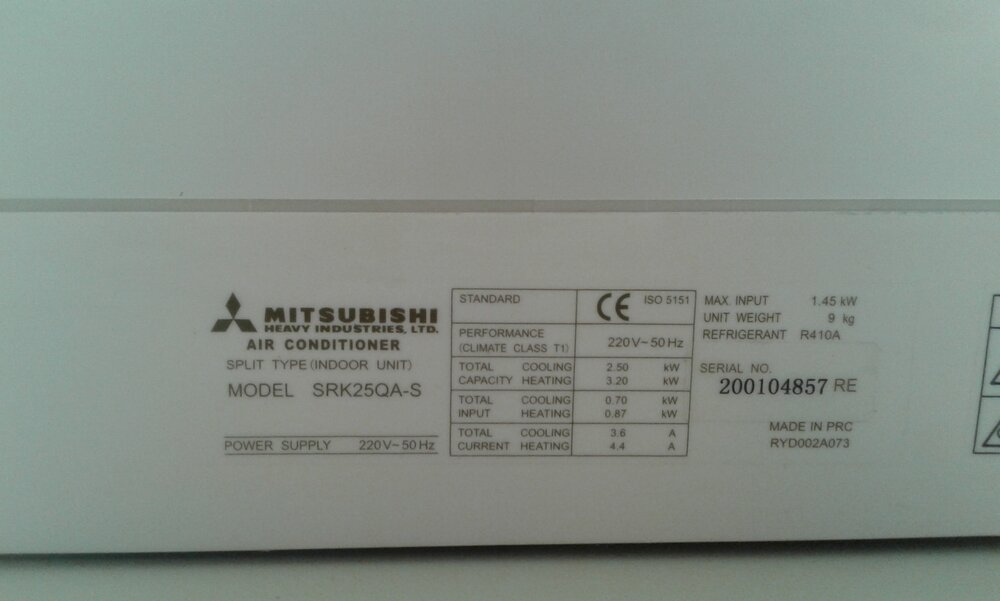 MITSUBISHI
HEAVY INDUSTRIES, LTD.
AIR CONDITIONER
SPLIT TYPE (INDOOR UNIT)
MODEL SRK25QA-S
POWER SUPPLY 220V~50Hz
STANDARD CE ISO 5151
PERFORMANCE
(CLIMATE CLASS T1) 220V~50Hz
TOTAL COOLING 2.50 kW
CAPACITY HEATING 3.20 kW
TOTAL COOLING 0.70 kW
INPUT HEATING 0.87 kW
TOTAL COOLING 3.6 A
CURRENT HEATING 4.4 A
MAX. INPUT 1.45 kW
UNIT WEIGHT 9 kg
REFRIGERANT R410A
SERIAL NO.
200104857 RE
MADE IN PRC
RYD002A073